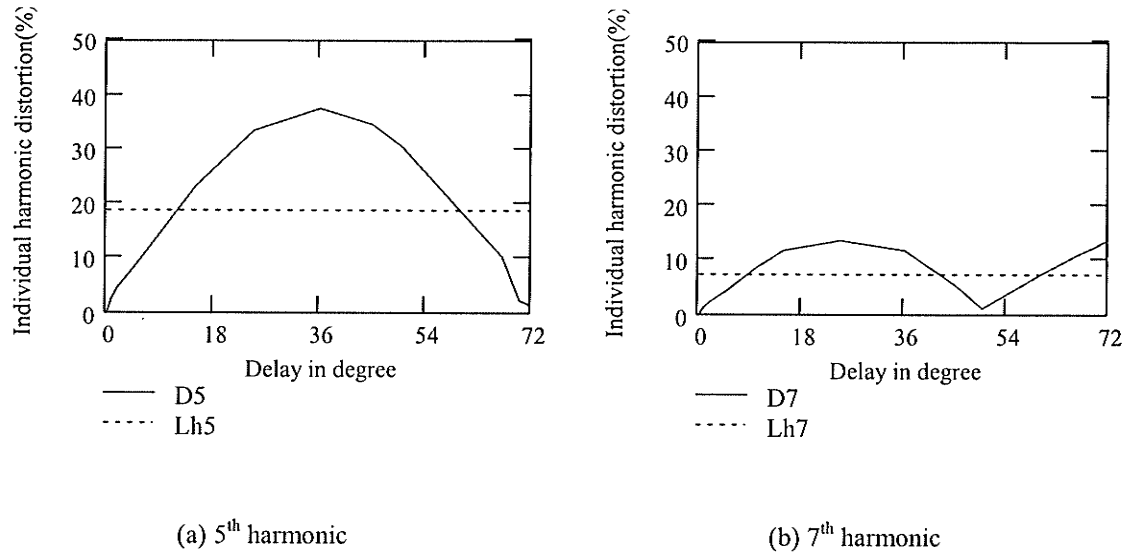 Individual harmonic distortion(%)
50
40
30
20
10
0
0 18 36 54 72
Delay in degree
D5
Lh5
(a) 5th harmonic
Individual harmonic distortion(%)
50
40
30
20
10
0
0 18 36 54 72
Delay in degree
D7
Lh7
(b) 7th harmonic